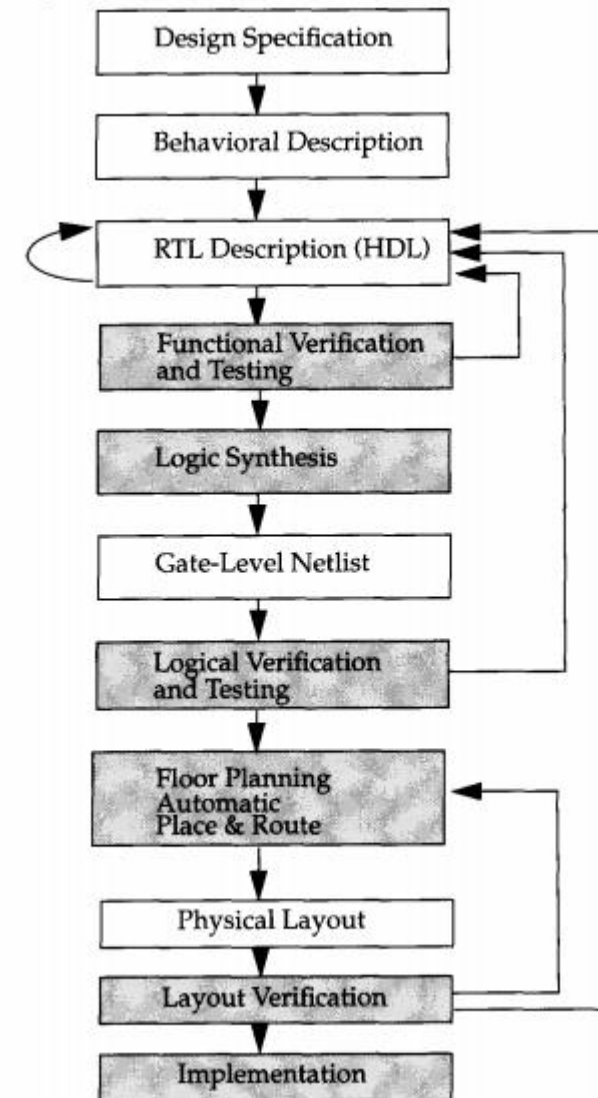 Design Specification
Behavioral Description
RTL Description (HDL)
Functional Verification
and Testing
Logic Synthesis
Gate-Level Netlist
Logical Verification
and Testing
Floor Planning
Automatic
Place & Route
Physical Layout
Layout Verification
Implementation